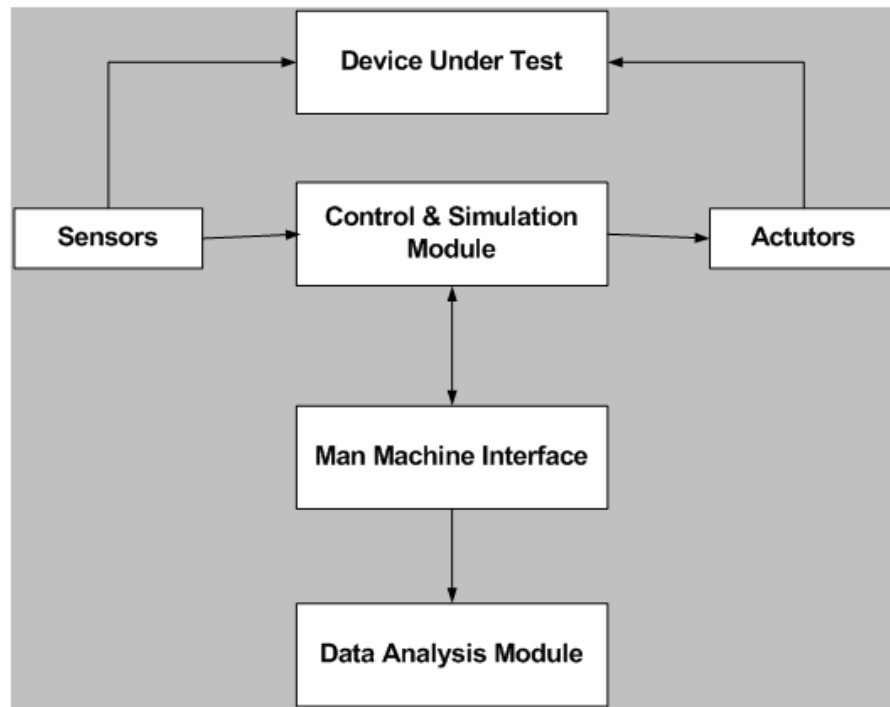 Device Under Test
Sensors
Control & Simulation
Module
Actutors
Man Machine Interface
Data Analysis Module